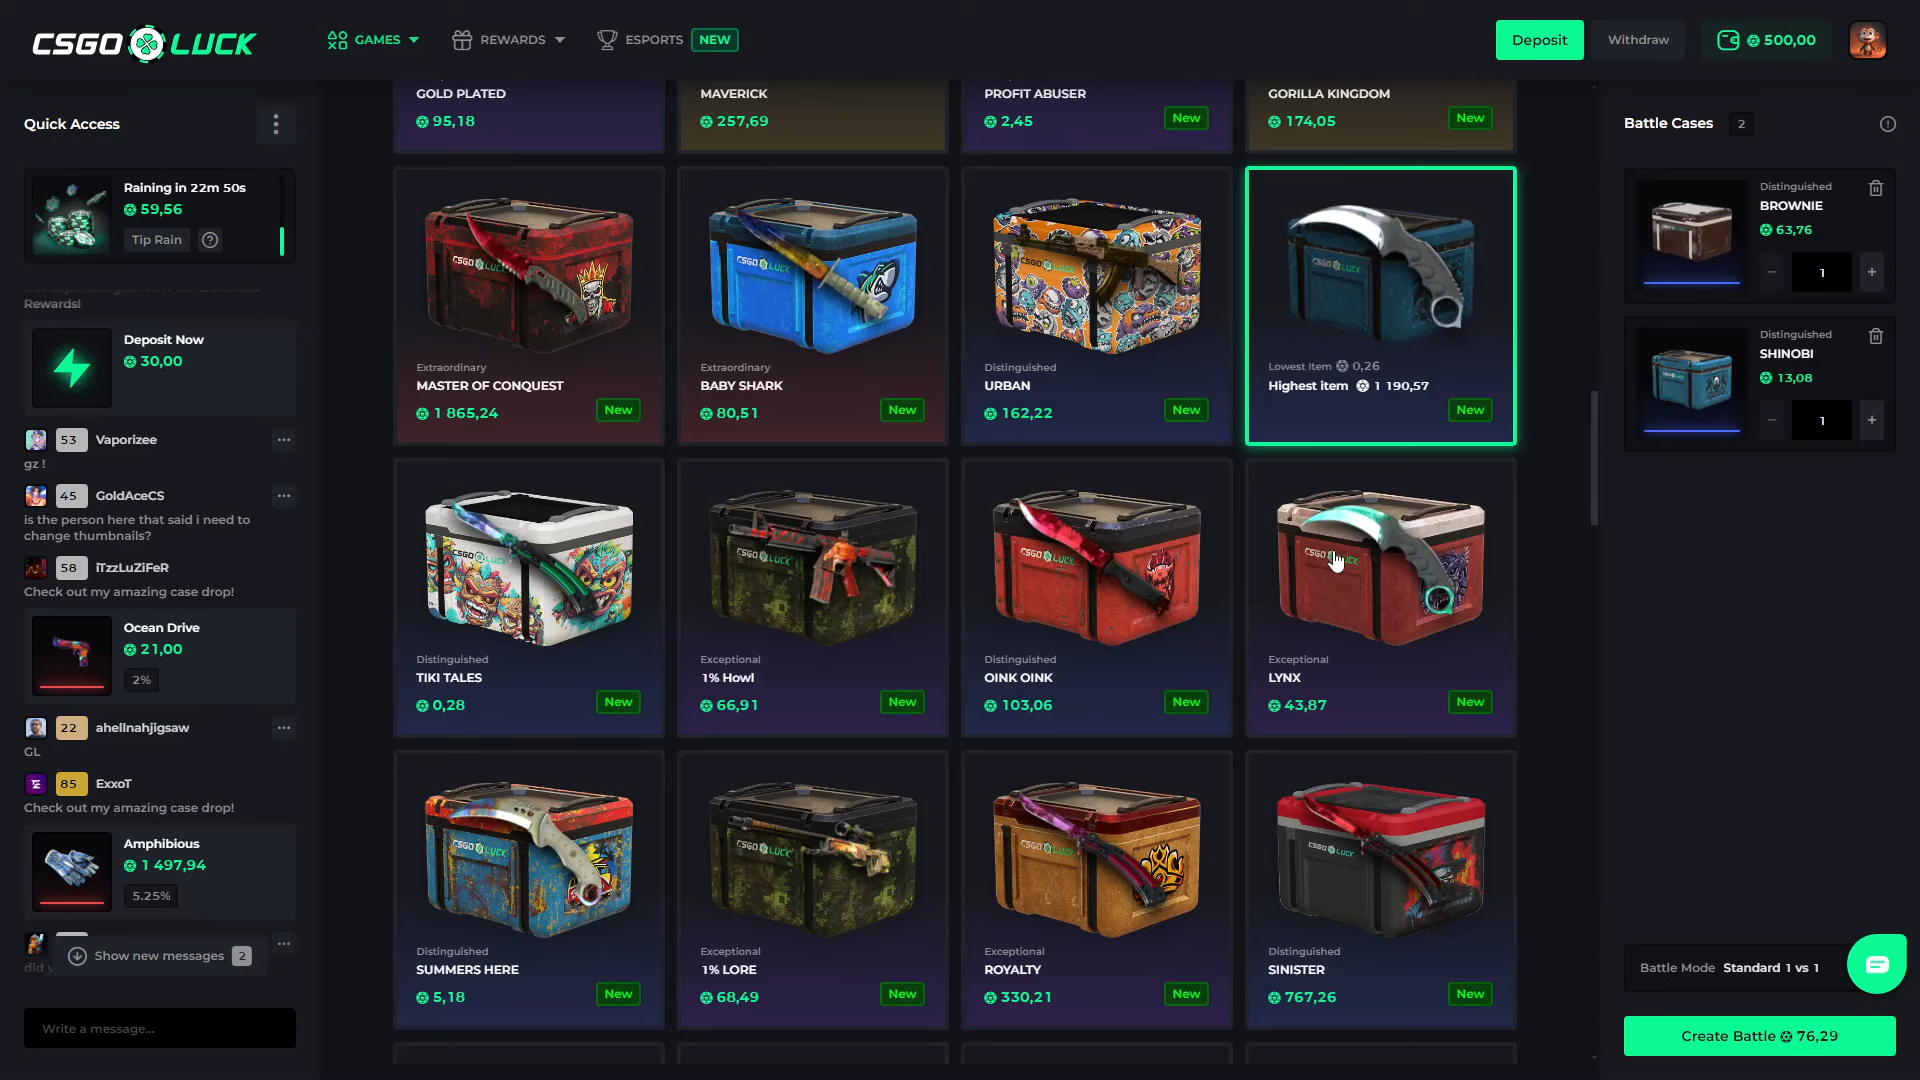 CSGO LUCK
GAMES
REWARDS
ESPORTS NEW
Deposit
Withdraw
500,00
Quick Access
Raining in 22m 50s
59,56
Tip Rain
Rewards!
Deposit Now
30,00
53 Vaporizee
gz !
45 GoldAceCS
is the person here that said i need to
change thumbnails?
58 iTzzLuZiFeR
Check out my amazing case drop!
Ocean Drive
21,00
2%
22 ahellnahjigsaw
GL
85 ExxoT
Check out my amazing case drop!
Amphibious
1 497,94
5.25%
Show new messages 2
Write a message...
GOLD PLATED
95,18
MAVERICK
257,69
PROFIT ABUSER
2,45
New
GORILLA KINGDOM
174,05
New
Extraordinary
MASTER OF CONQUEST
1 865,24
New
Extraordinary
BABY SHARK
80,51
New
Distinguished
URBAN
162,22
New
Lowest Item 0,26
Highest item 1 190,57
New
Distinguished
TIKI TALES
0,28
New
Exceptional
1% Howl
66,91
New
Distinguished
OINK OINK
103,06
New
Exceptional
LYNX
43,87
New
Distinguished
SUMMERS HERE
5,18
New
Exceptional
1% LORE
68,49
New
Exceptional
ROYALTY
330,21
New
Distinguished
SINISTER
767,26
New
Battle Cases 2
Distinguished
BROWNIE
63,76
- 1 +
Distinguished
SHINOBI
13,08
- 1 +
Battle Mode Standard 1 vs 1
Create Battle 76,29